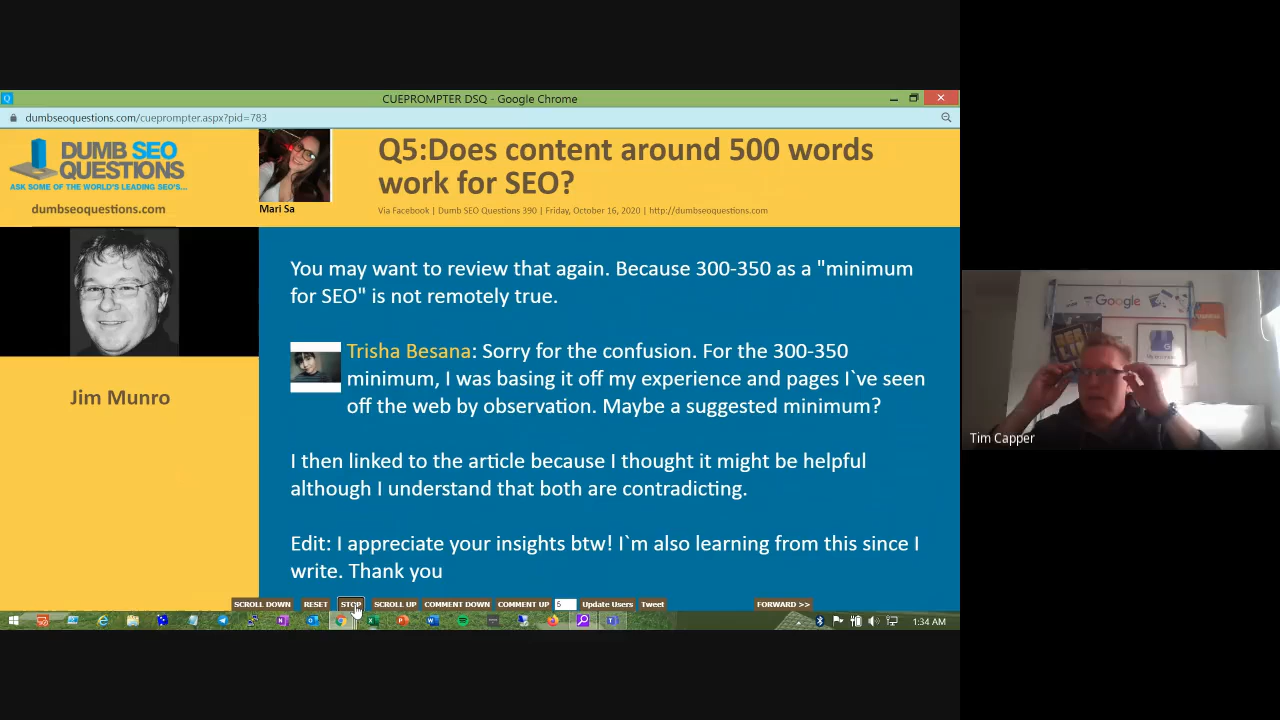 CUEPROMPTER DSQ - Google Chrome
dumbseoquestions.com/cueprompter.aspx?pid=783
DUMB SEO
QUESTIONS
ASK SOME OF THE WORLD'S LEADING SEO'S...
dumbseoquestions.com
Mari Sa
Q5:Does content around 500 words
work for SEO?
Via Facebook | Dumb SEO Questions 390 | Friday, October 16, 2020 | http://dumbseoquestions.com
Jim Munro
You may want to review that again. Because 300-350 as a "minimum
for SEO" is not remotely true.
Trisha Besana: Sorry for the confusion. For the 300-350
minimum, I was basing it off my experience and pages I`ve seen
off the web by observation. Maybe a suggested minimum?
I then linked to the article because I thought it might be helpful
although I understand that both are contradicting.
Edit: I appreciate your insights btw! I`m also learning from this since I
write. Thank you
SCROLL DOWN RESET STOP SCROLL UP COMMENT DOWN COMMENT UP 5 Update Users Tweet FORWARD >>
1:34 AM
Google
Tim Capper